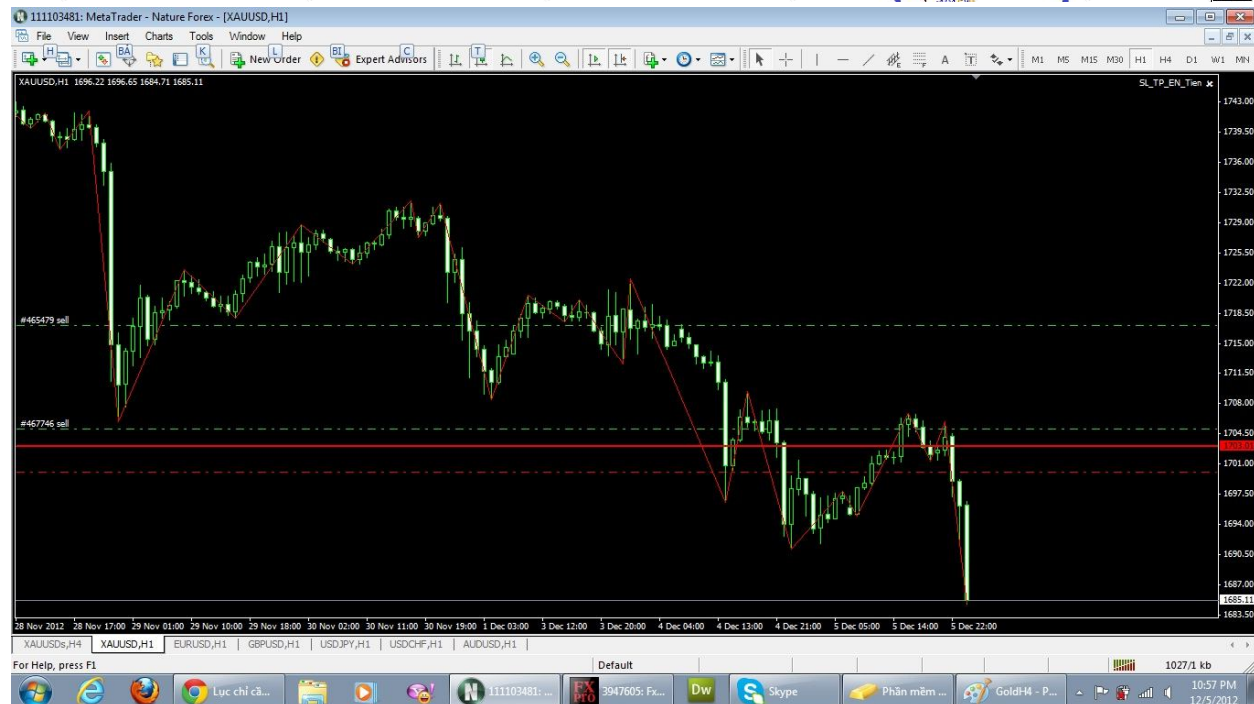 111103481: MetaTrader - Nature Forex - [XAUUSD,H1]
File View Insert Charts Tools Window Help
H BÁ K L BI C T
New Order Expert Advisors A T M1 M5 M15 M30 H1 H4 D1 W1 MN
XAUUSD,H1 1696.22 1696.65 1684.71 1685.11
SL_TP_EN_Tien
1743.00
1739.50
1736.00
1732.50
1729.00
1725.50
1722.00
1718.50
#465479 sell
1715.00
1711.50
1708.00
#467746 sell
1704.50
1701.00
1697.50
1694.00
1690.50
1687.00
1685.11
1683.50
28 Nov 2012 28 Nov 17:00 29 Nov 01:00 29 Nov 10:00 29 Nov 18:00 30 Nov 02:00 30 Nov 11:00 30 Nov 19:00 1 Dec 03:00 3 Dec 12:00 3 Dec 20:00 4 Dec 04:00 4 Dec 13:00 4 Dec 21:00 5 Dec 05:00 5 Dec 14:00 5 Dec 22:00
XAUUSDs,H4 XAUUSD,H1 EURUSD,H1 GBPUSD,H1 USDJPY,H1 USDCHF,H1 AUDUSD,H1
For Help, press F1 Default 1027/1 kb
Lục chỉ cầ... 111103481: ... FX PRO 3947605: Fx... Dw Skype Phần mềm ... GoldH4 - P... 10:57 PM
12/5/2012